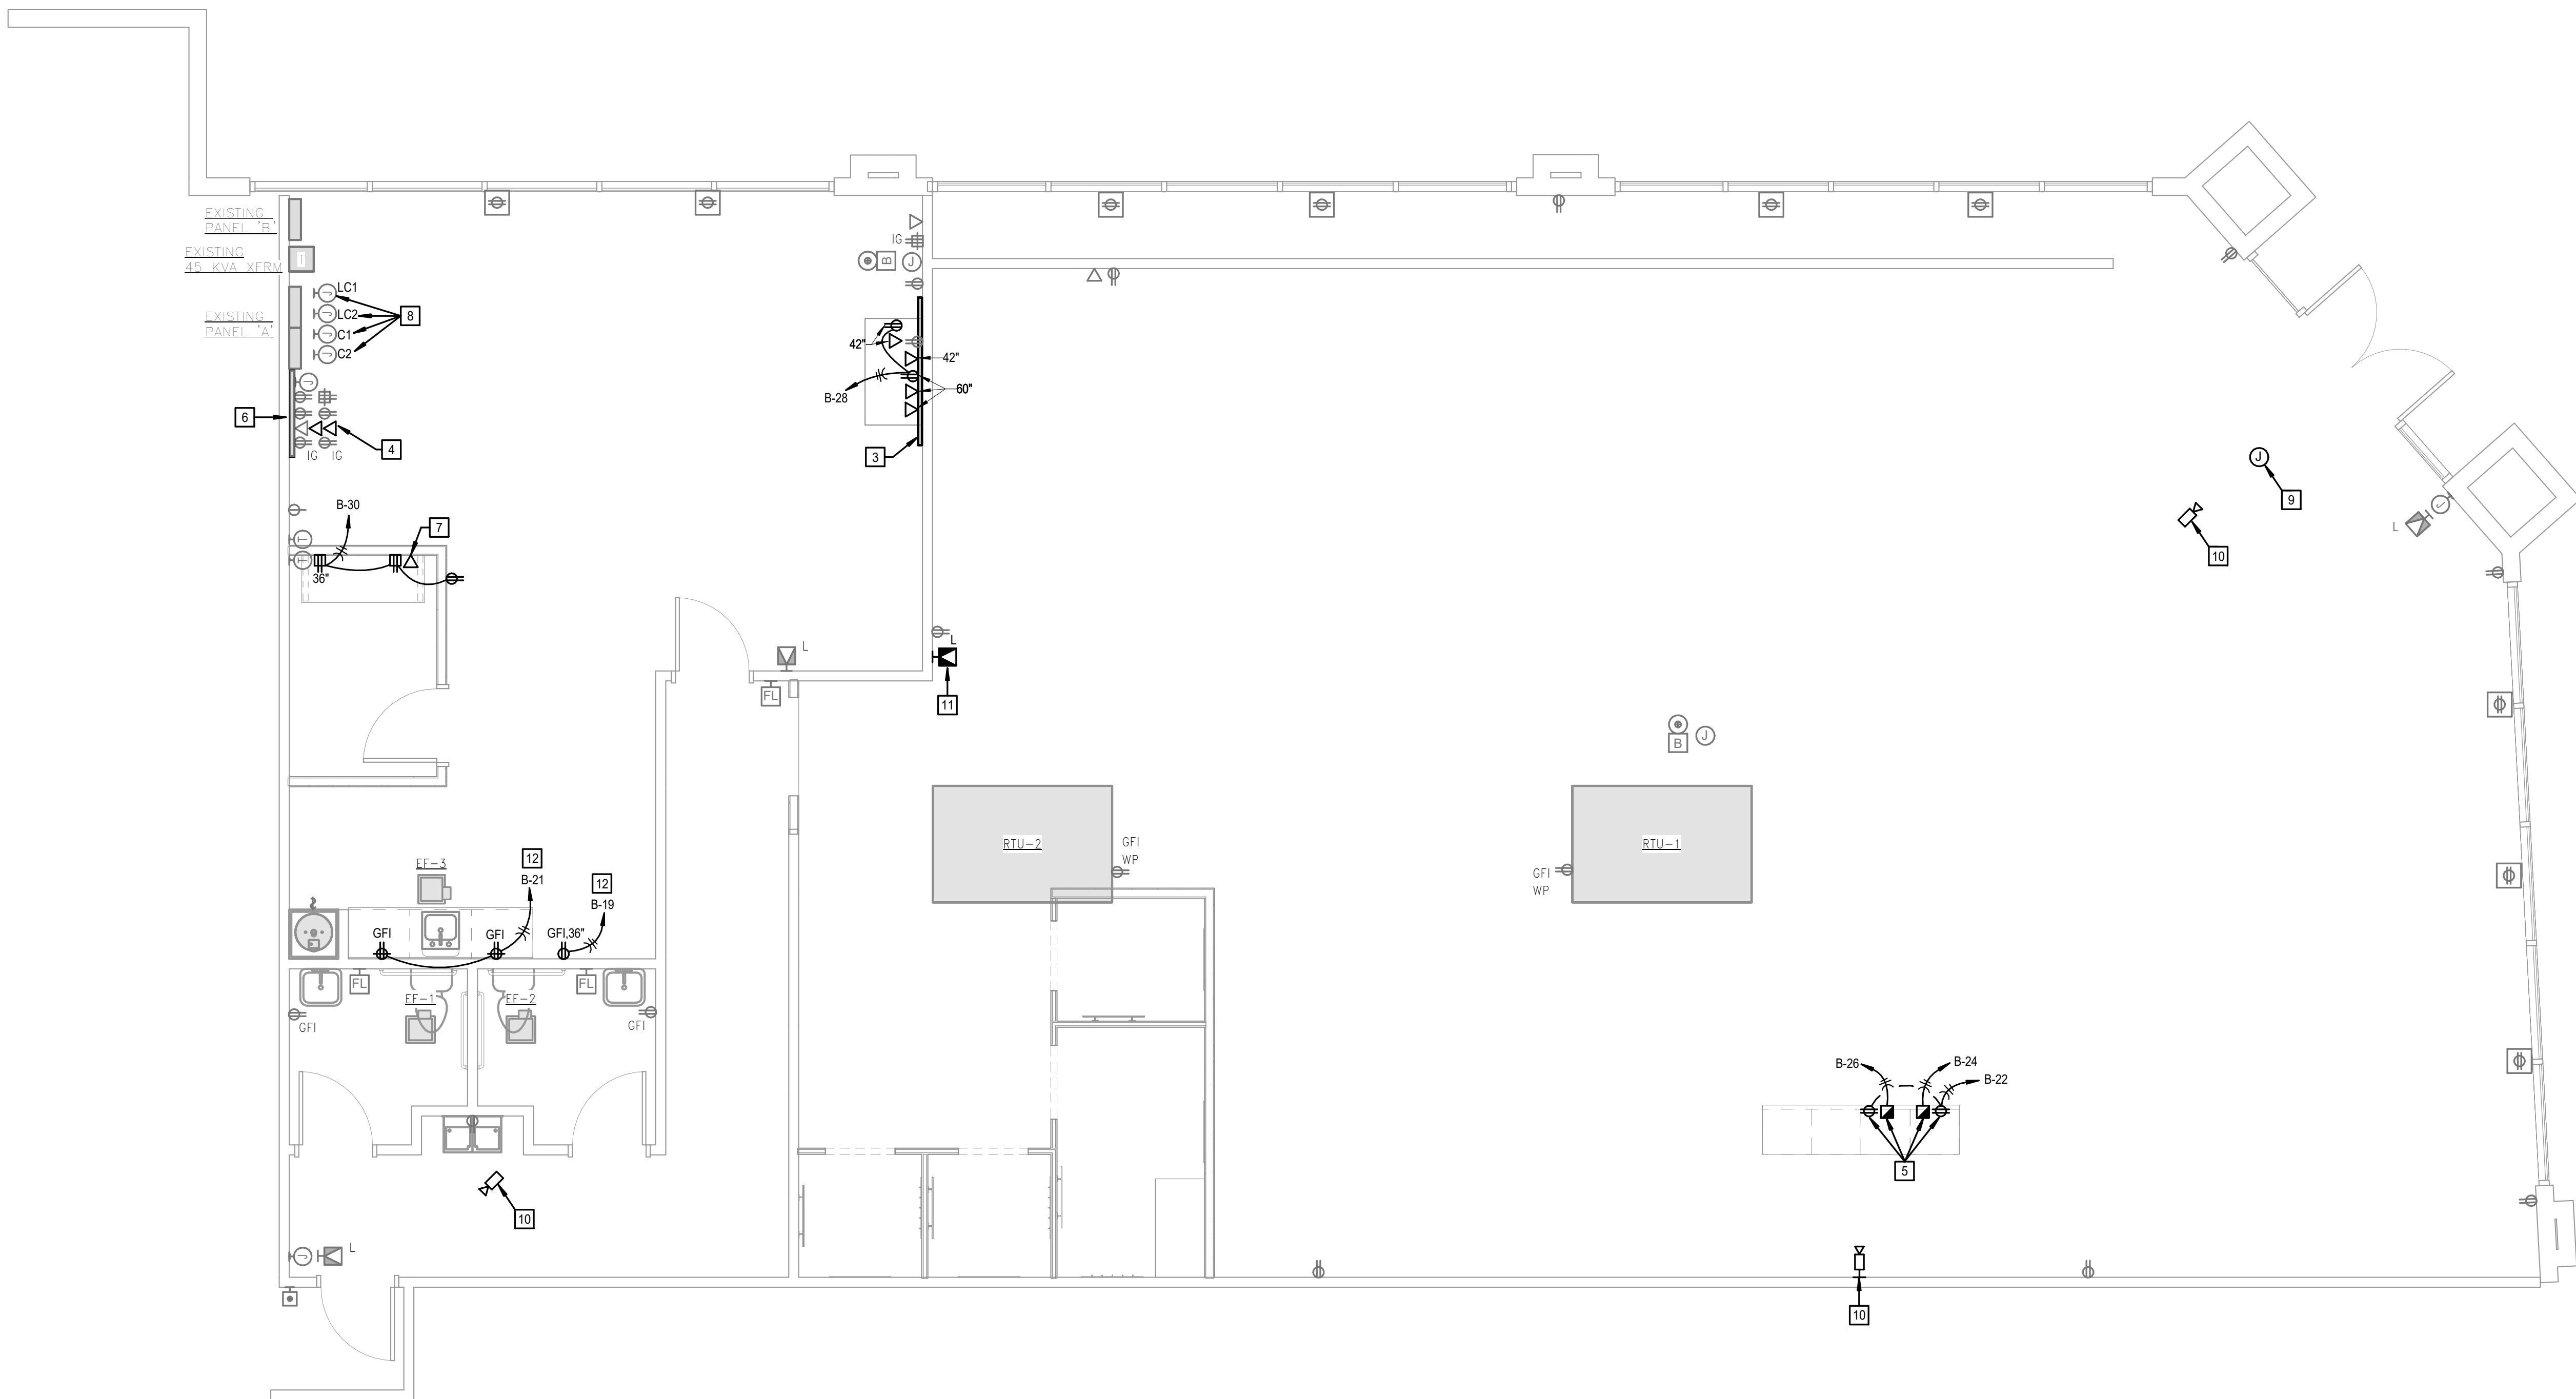 EXISTING
PANEL 'B'
EXISTING
45 KVA XFRM
T
EXISTING
PANEL 'A'
J LC1
J LC2
J C1
J C2
8
J
6
4
IG IG
IG
B J
42"
42"
60"
B-28
3
B-30
7
T
T
36"
L
FL
L
11
9
J
10
J
L
J
B
RTU-2
GFI
WP
RTU-1
GFI
WP
EF-3
12
B-21
12
B-19
GFI
GFI
GFI,36"
FL
FL
EF-1
EF-2
GFI
GFI
B-26
B-24
B-22
5
10
J
L
10